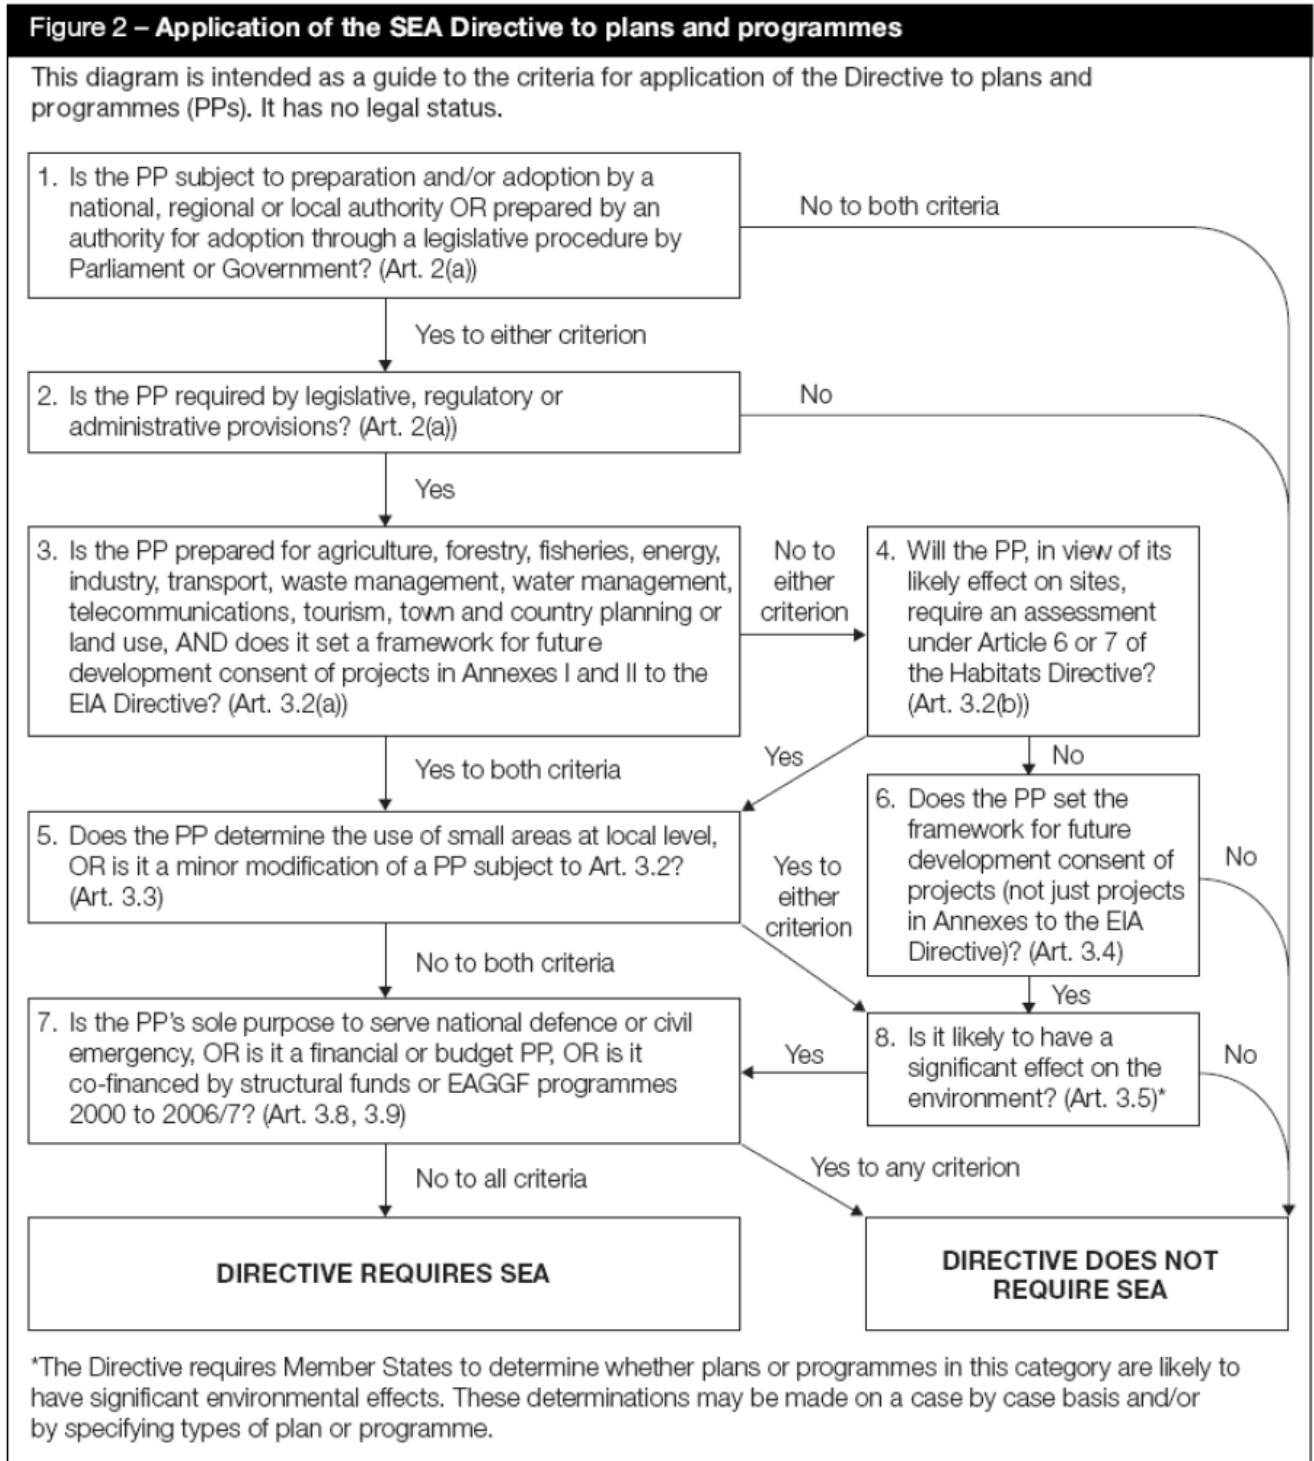 Figure 2 – Application of the SEA Directive to plans and programmes
This diagram is intended as a guide to the criteria for application of the Directive to plans and
programmes (PPs). It has no legal status.
1. Is the PP subject to preparation and/or adoption by a
national, regional or local authority OR prepared by an
authority for adoption through a legislative procedure by
Parliament or Government? (Art. 2(a))
No to both criteria
Yes to either criterion
2. Is the PP required by legislative, regulatory or
administrative provisions? (Art. 2(a))
No
Yes
3. Is the PP prepared for agriculture, forestry, fisheries, energy,
industry, transport, waste management, water management,
telecommunications, tourism, town and country planning or
land use, AND does it set a framework for future
development consent of projects in Annexes I and II to the
EIA Directive? (Art. 3.2(a))
No to
either
criterion
4. Will the PP, in view of its
likely effect on sites,
require an assessment
under Article 6 or 7 of
the Habitats Directive?
(Art. 3.2(b))
Yes to both criteria
Yes
No
5. Does the PP determine the use of small areas at local level,
OR is it a minor modification of a PP subject to Art. 3.2?
(Art. 3.3)
Yes to
either
criterion
6. Does the PP set the
framework for future
development consent of
projects (not just projects
in Annexes to the EIA
Directive)? (Art. 3.4)
No
No to both criteria
Yes
7. Is the PP's sole purpose to serve national defence or civil
emergency, OR is it a financial or budget PP, OR is it
co-financed by structural funds or EAGGF programmes
2000 to 2006/7? (Art. 3.8, 3.9)
Yes
8. Is it likely to have a
significant effect on the
environment? (Art. 3.5)*
No
No to all criteria
Yes to any criterion
DIRECTIVE REQUIRES SEA
DIRECTIVE DOES NOT
REQUIRE SEA
*The Directive requires Member States to determine whether plans or programmes in this category are likely to
have significant environmental effects. These determinations may be made on a case by case basis and/or
by specifying types of plan or programme.